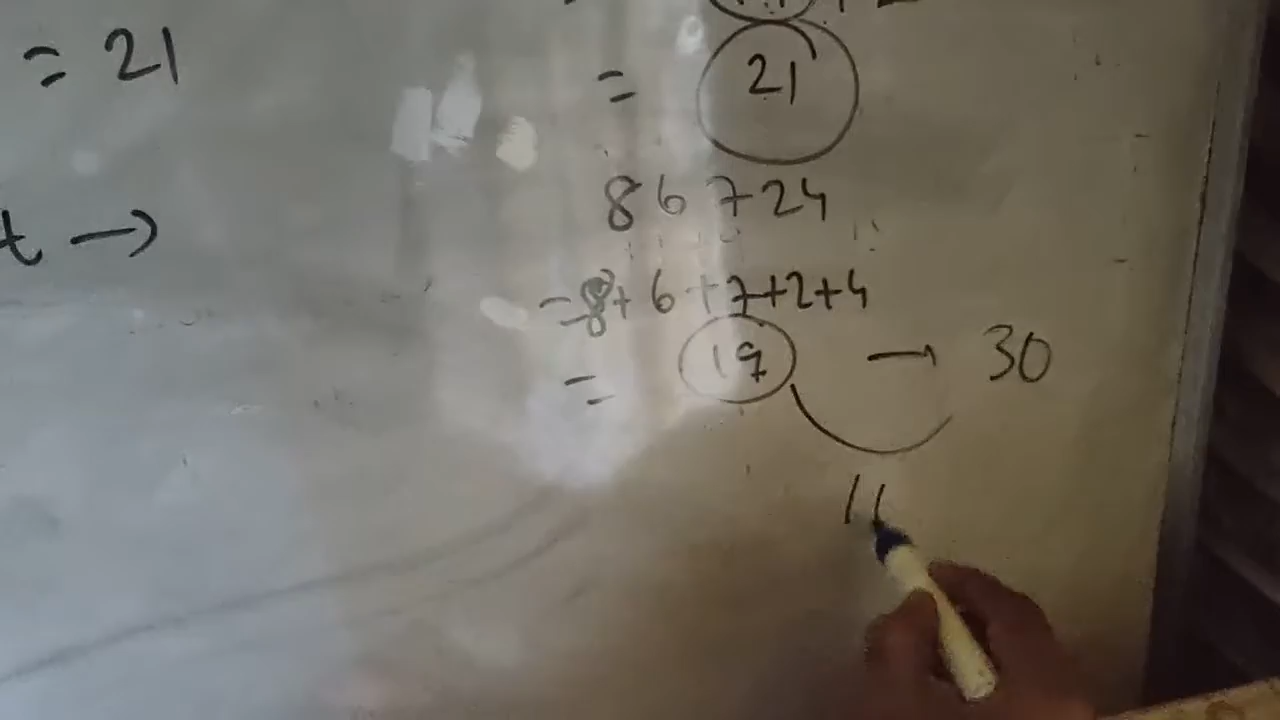 = 21
= 21
86724
t →
= 8 + 6 + 7 + 2 + 4
= 19 → 30
11